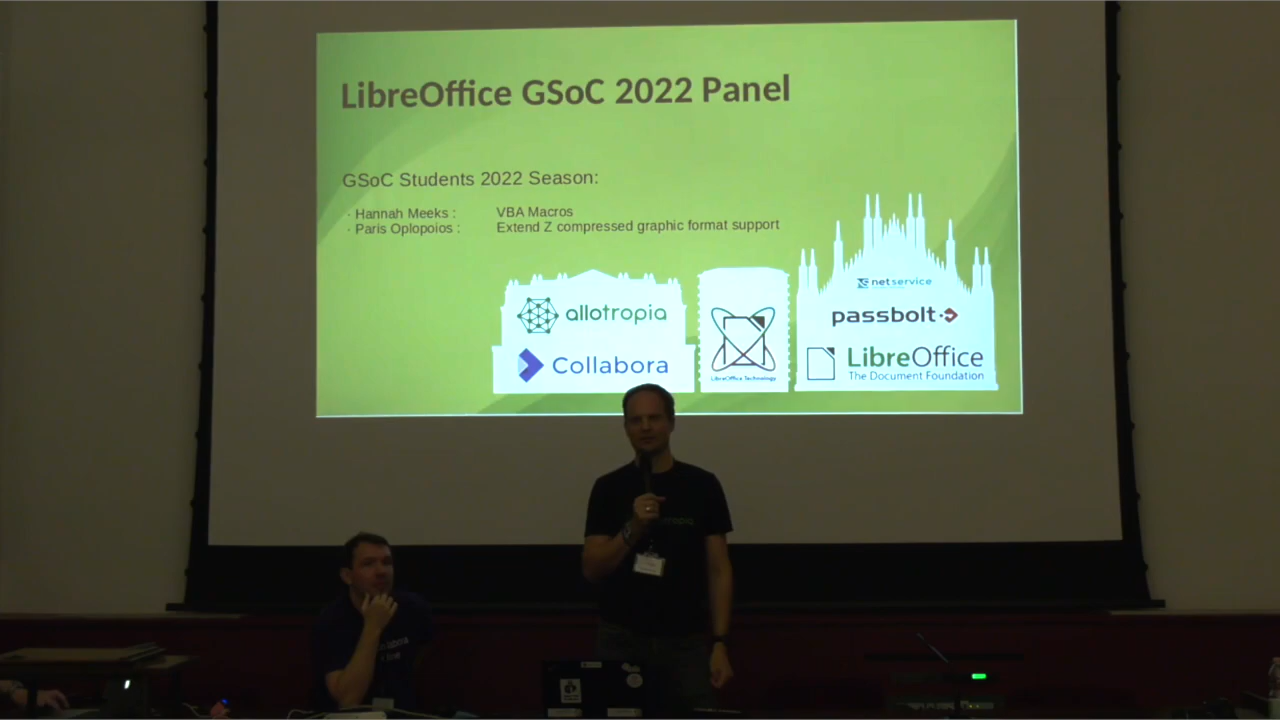 LibreOffice GSoC 2022 Panel
GSoC Students 2022 Season:
· Hannah Meeks : VBA Macros
· Paris Oplopoios : Extend Z compressed graphic format support
netservice
allotropia
passbolt
Collabora
LibreOffice Technology
LibreOffice
The Document Foundation